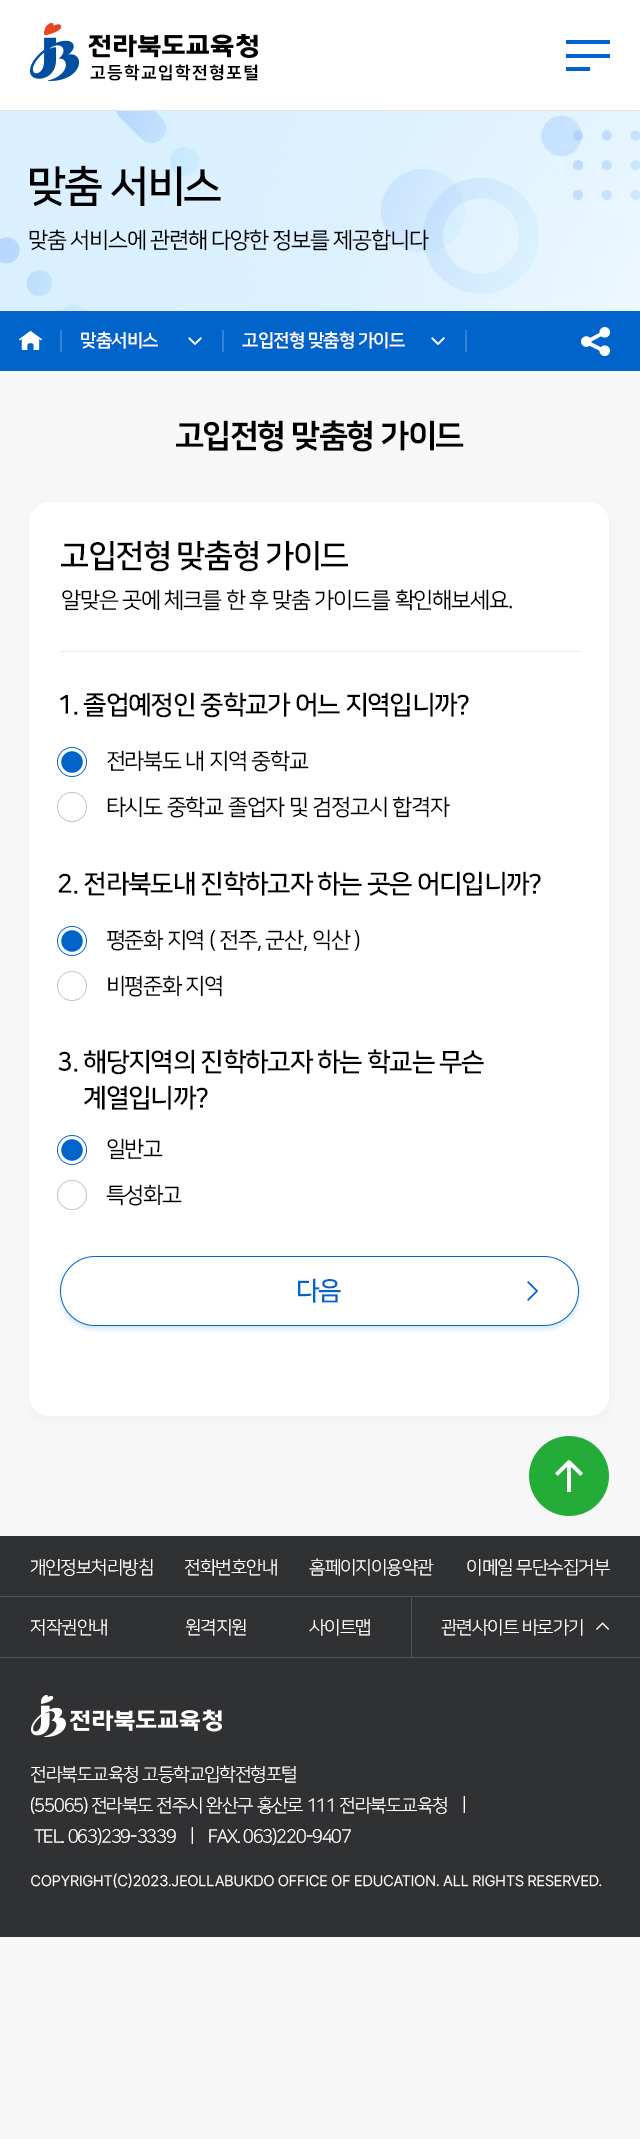 전라북도교육청
고등학교입학전형포털
맞춤 서비스
맞춤 서비스에 관련해 다양한 정보를 제공합니다
맞춤서비스
고입전형 맞춤형 가이드
고입전형 맞춤형 가이드
고입전형 맞춤형 가이드
알맞은 곳에 체크를 한 후 맞춤 가이드를 확인해보세요.
1. 졸업예정인 중학교가 어느 지역입니까?
전라북도 내 지역 중학교
타시도 중학교 졸업자 및 검정고시 합격자
2. 전라북도내 진학하고자 하는 곳은 어디입니까?
평준화 지역 ( 전주, 군산, 익산 )
비평준화 지역
3. 해당지역의 진학하고자 하는 학교는 무슨
계열입니까?
일반고
특성화고
다음
개인정보처리방침 전화번호안내 홈페이지이용약관 이메일 무단수집거부
저작권안내 원격지원 사이트맵 관련사이트 바로가기
전라북도교육청
전라북도교육청 고등학교입학전형포털
(55065) 전라북도 전주시 완산구 홍산로 111 전라북도교육청 |
TEL. 063)239-3339 | FAX. 063)220-9407
COPYRIGHT(C)2023.JEOLLABUKDO OFFICE OF EDUCATION. ALL RIGHTS RESERVED.